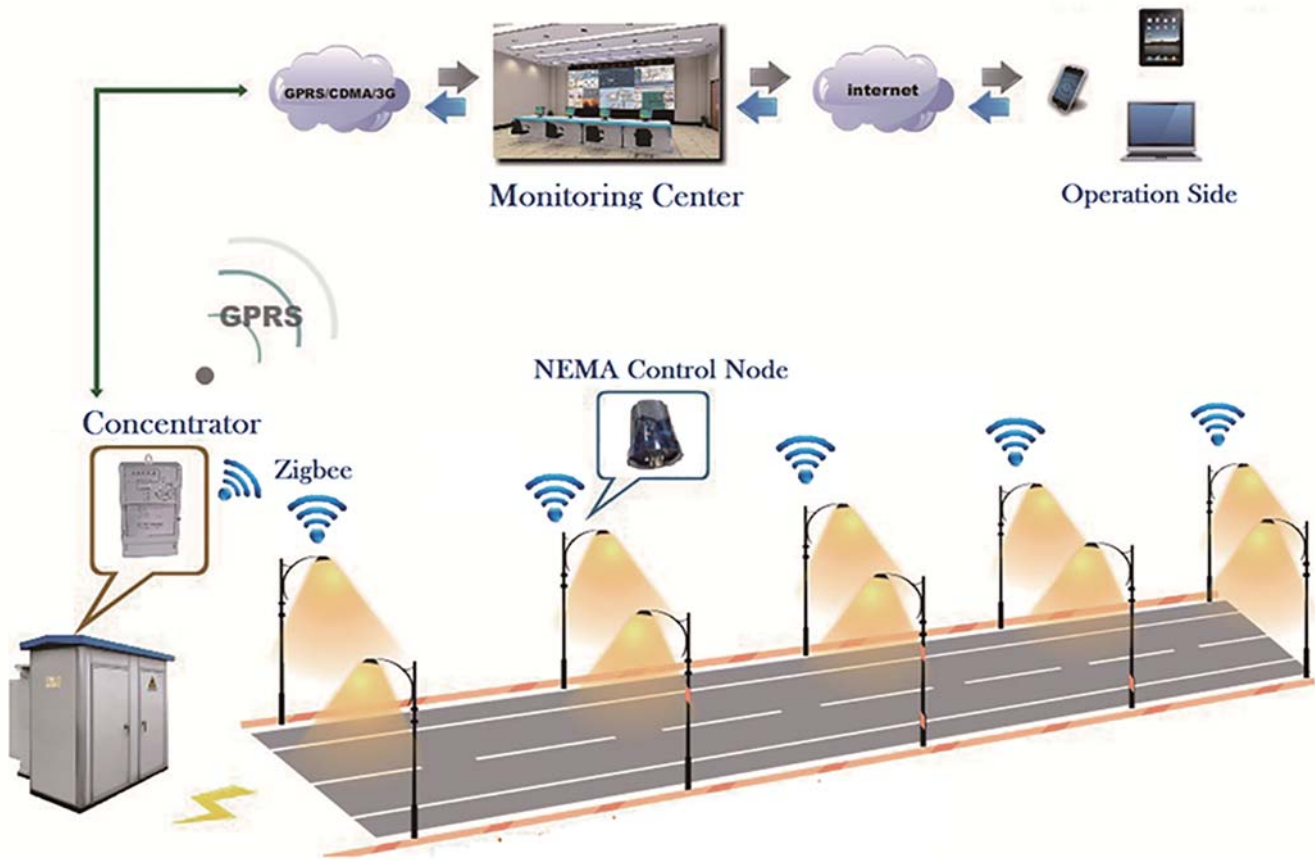 GPRS/CDMA/3G
internet
Monitoring Center
Operation Side
GPRS
NEMA Control Node
Concentrator
Zigbee